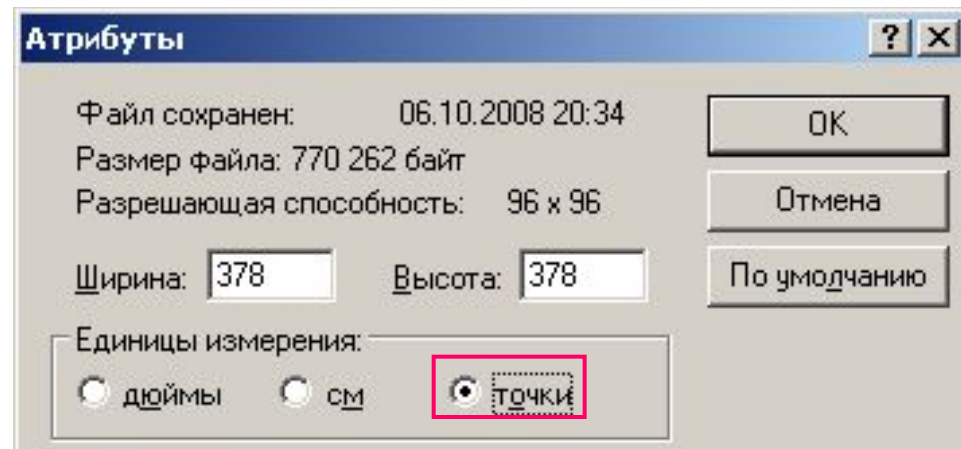 Атрибуты
Файл сохранен: 06.10.2008 20:34
Размер файла: 770 262 байт
Разрешающая способность: 96 x 96
Ширина: 378 Высота: 378
Единицы измерения:
дюймы см точки
OK
Отмена
По умолчанию